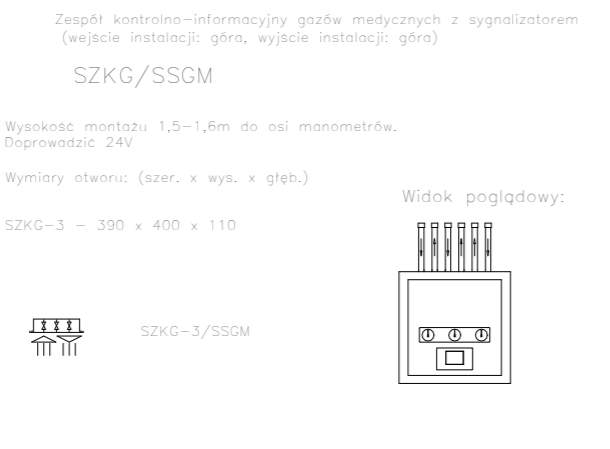 Zespół kontrolno-informacyjny gazów medycznych z sygnalizatorem
(wejście instalacji: góra, wyjście instalacji: góra)
SZKG/SSGM
Wysokość montażu 1,5-1,6m do osi manometrów.
Doprowadzić 24V
Wymiary otworu: (szer. x wys. x głęb.)
Widok poglądowy:
SZKG-3 - 390 x 400 x 110
SZKG-3/SSGM